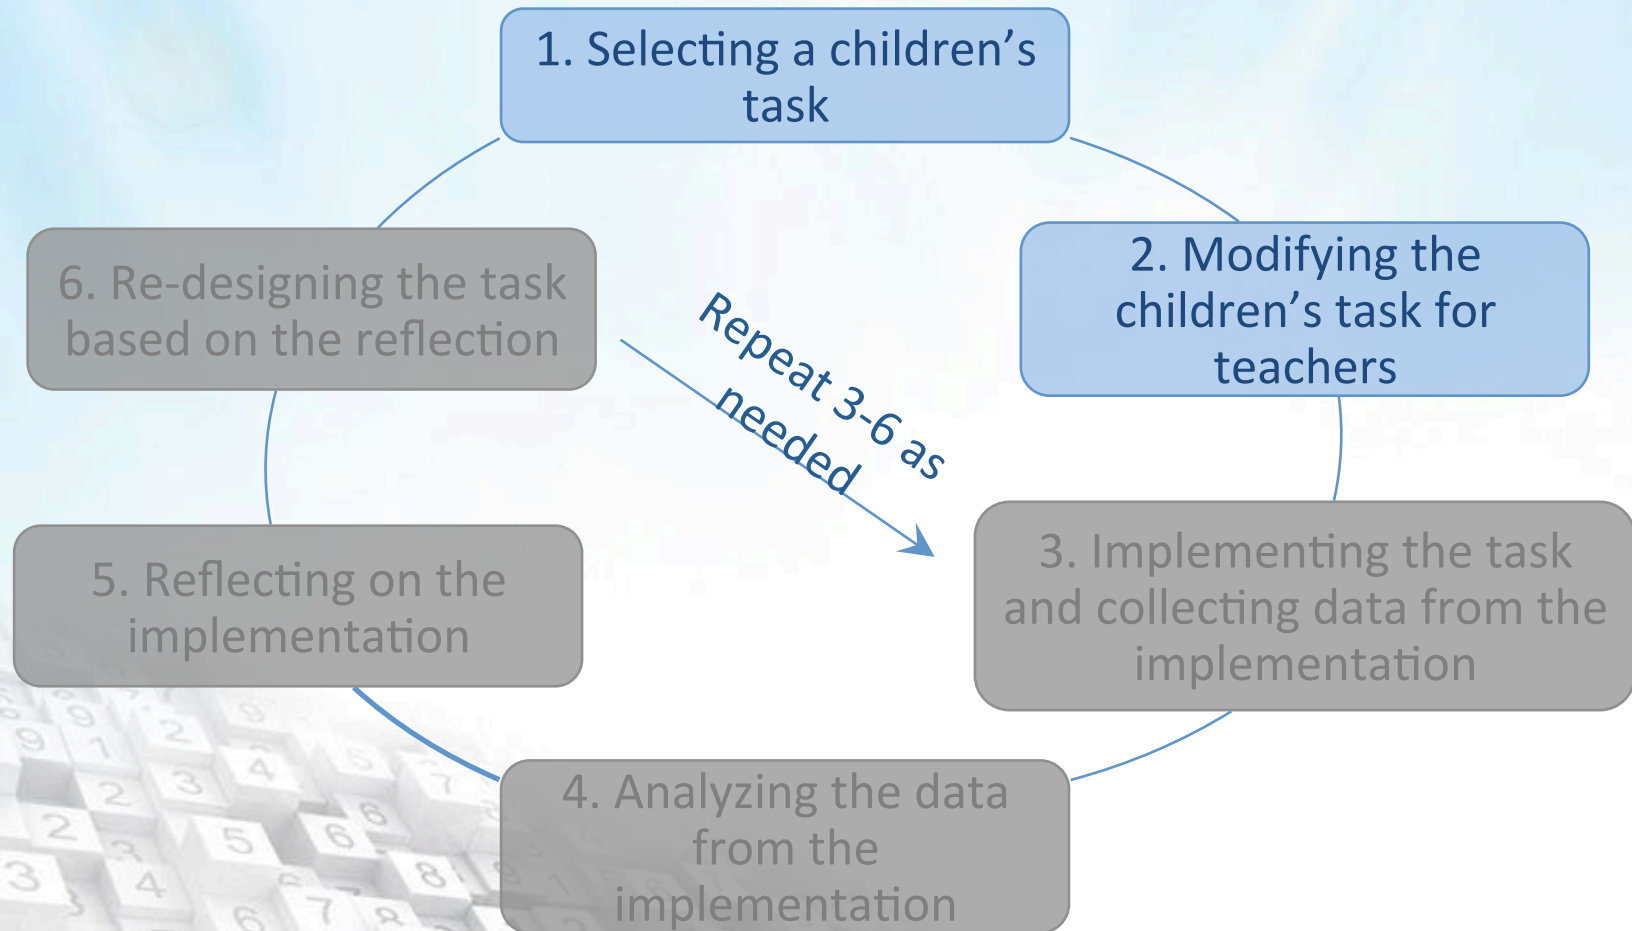 1. Selecting a children’s
task
2. Modifying the
children’s task for
teachers
3. Implementing the task
and collecting data from the
implementation
4. Analyzing the data
from the
implementation
5. Reflecting on the
implementation
6. Re-designing the task
based on the reflection
Repeat 3-6 as
needed